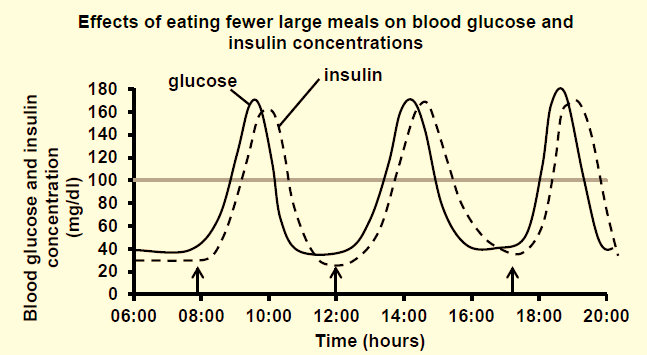 Effects of eating fewer large meals on blood glucose and
insulin concentrations
glucose
insulin
Blood glucose and insulin
concentration
(mg/dl)
180
160
140
120
100
80
60
40
20
0
06:00 08:00 10:00 12:00 14:00 16:00 18:00 20:00
Time (hours)